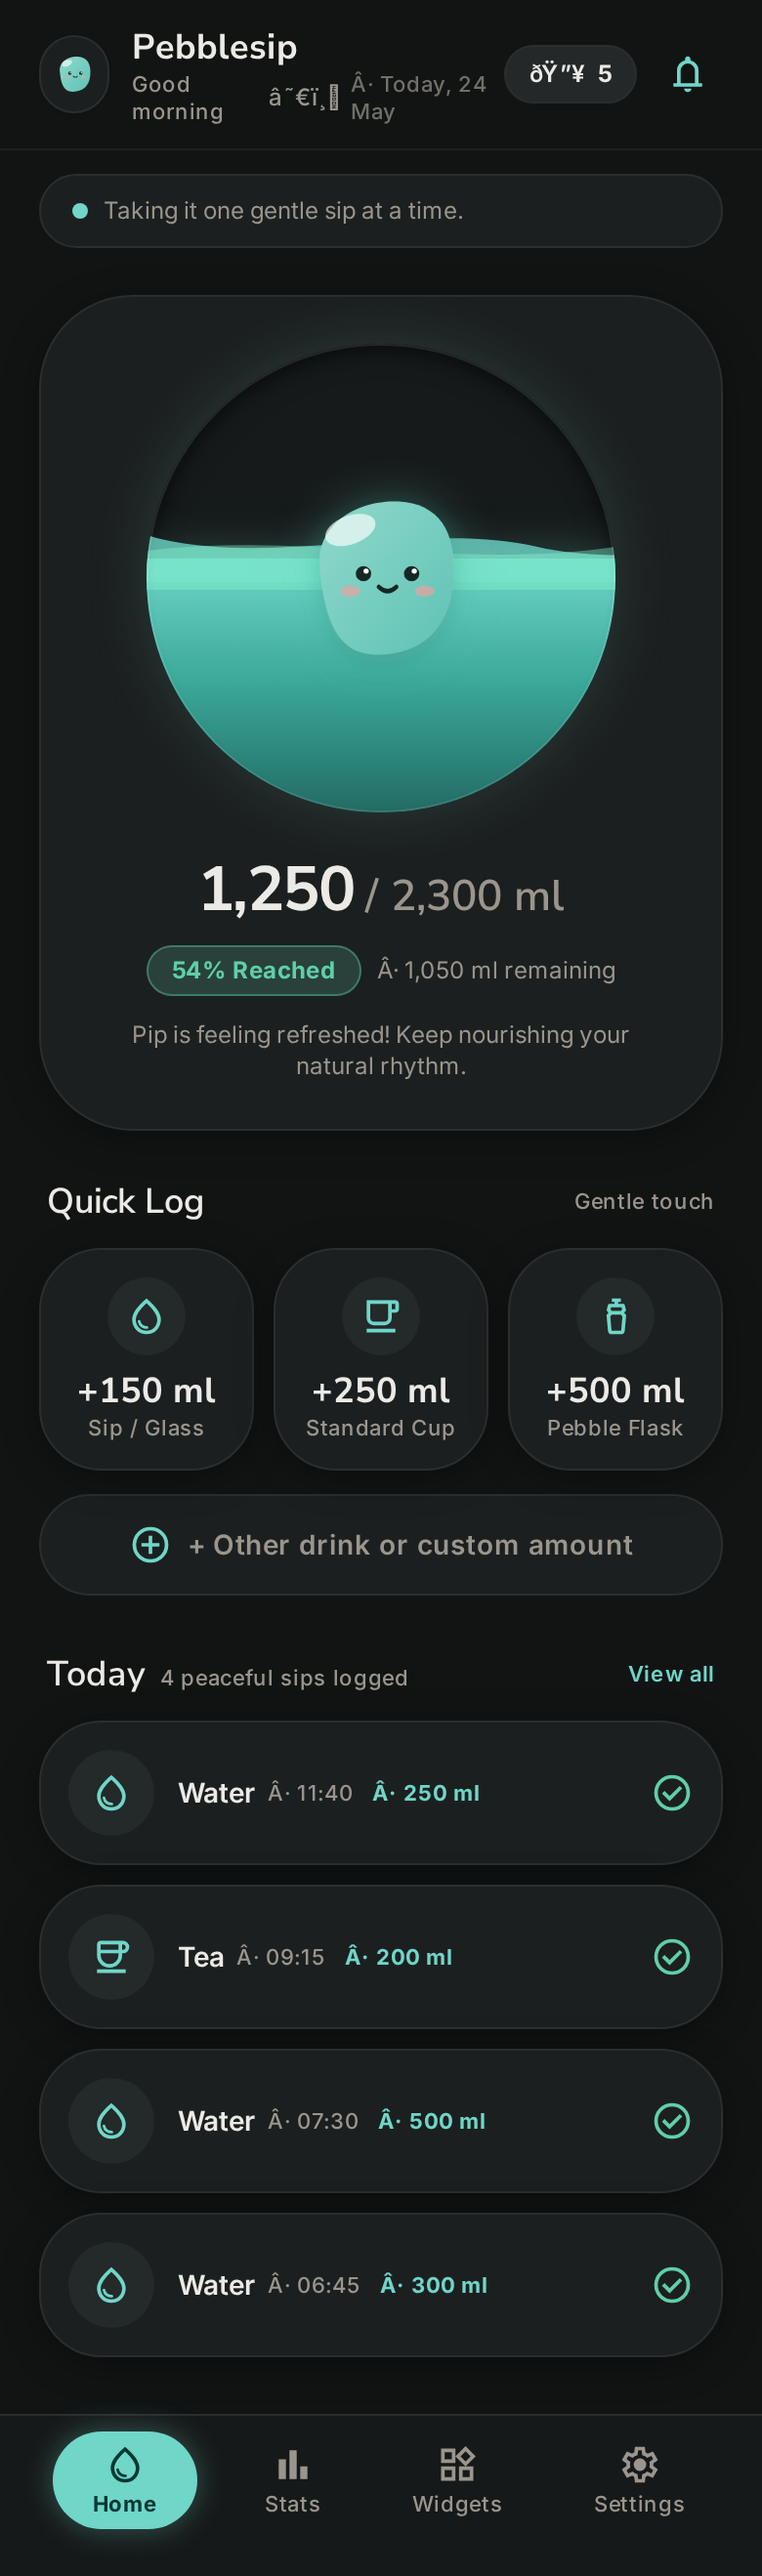 Pebblesip
Good morning â˜€ï¸ Â· Today, 24 May
ðŸ”¥ 5
Taking it one gentle sip at a time.
1,250 / 2,300 ml
54% Reached Â· 1,050 ml remaining
Pip is feeling refreshed! Keep nourishing your
natural rhythm.
Quick Log
Gentle touch
+150 ml
Sip / Glass
+250 ml
Standard Cup
+500 ml
Pebble Flask
+ Other drink or custom amount
Today 4 peaceful sips logged
View all
Water Â· 11:40 Â· 250 ml
Tea Â· 09:15 Â· 200 ml
Water Â· 07:30 Â· 500 ml
Water Â· 06:45 Â· 300 ml
Home
Stats
Widgets
Settings